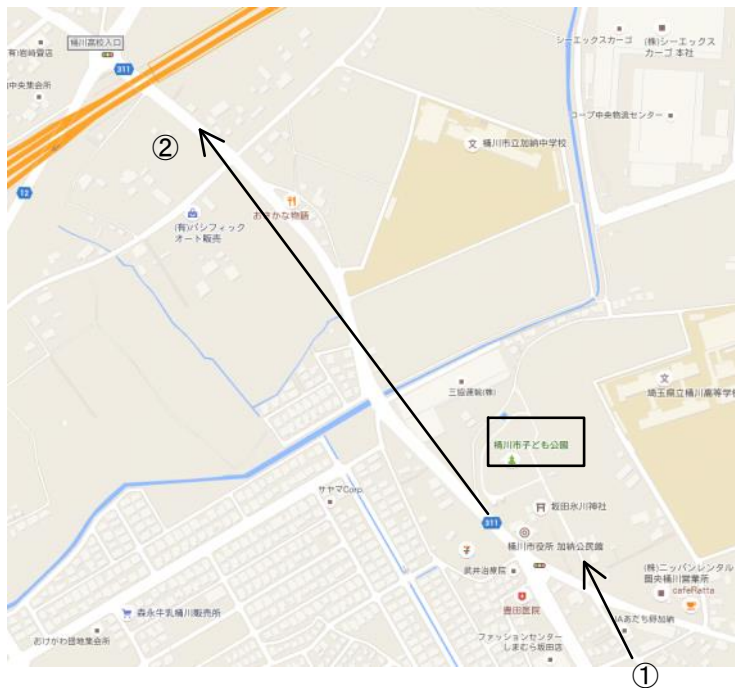 桶川高校入口
シーエックスカーゴ
(株)シーエックス
カーゴ 本社
有)岩崎畳店
311
中央集会所
コープ中央物流センター
②
文 桶川市立加納中学校
12
おさかな物語
(有)パシフィック
オート販売
三協運輸(株)
文
埼玉県立桶川高等学校
桶川市子ども公園
サヤマCorp.
坂田氷川神社
311
桶川市役所 加納公民館
武井治療院
(株)ニッパンレンタル
圏央桶川営業所
cafeRatta
豊田医院
森永牛乳桶川販売所
JAあだち野加納
おけがわ団地集会所
ファッションセンター
しまむら坂田店
①